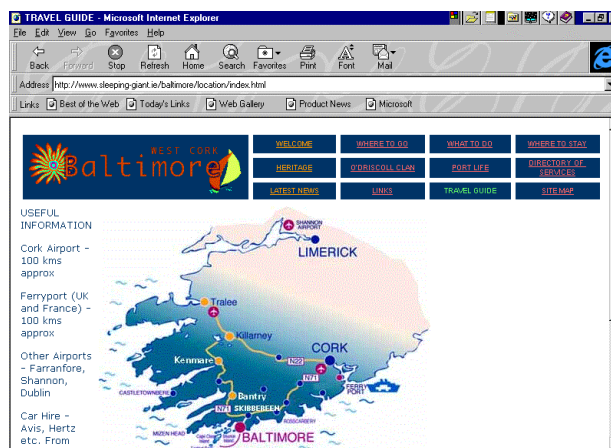 TRAVEL GUIDE - Microsoft Internet Explorer
File Edit View Go Favorites Help
Back Forward Stop Refresh Home Search Favorites Print Font Mail
Address http://www.sleeping-giant.ie/baltimore/location/index.html
Links Best of the Web Today's Links Web Gallery Product News Microsoft
WEST CORK
Baltimore
WELCOME WHERE TO GO WHAT TO DO WHERE TO STAY
HERITAGE O'DRISCOLL CLAN PORT LIFE DIRECTORY OF
SERVICES
LATEST NEWS LINKS TRAVEL GUIDE SITE MAP
USEFUL
INFORMATION
Cork Airport -
100 kms
approx
Ferryport (UK
and France) -
100 kms
approx
Other Airports
- Farranfore,
Shannon,
Dublin
Car Hire -
Avis, Hertz
etc. From
SHANNON
AIRPORT
LIMERICK
Tralee
Killarney
CORK
Kenmare
N22
N71
FERRY
PORT
CASTLETOWNBERE
Bantry
N71 SKIBBEREEN
ROSSCARBERY
MIZEN HEAD
BALTIMORE